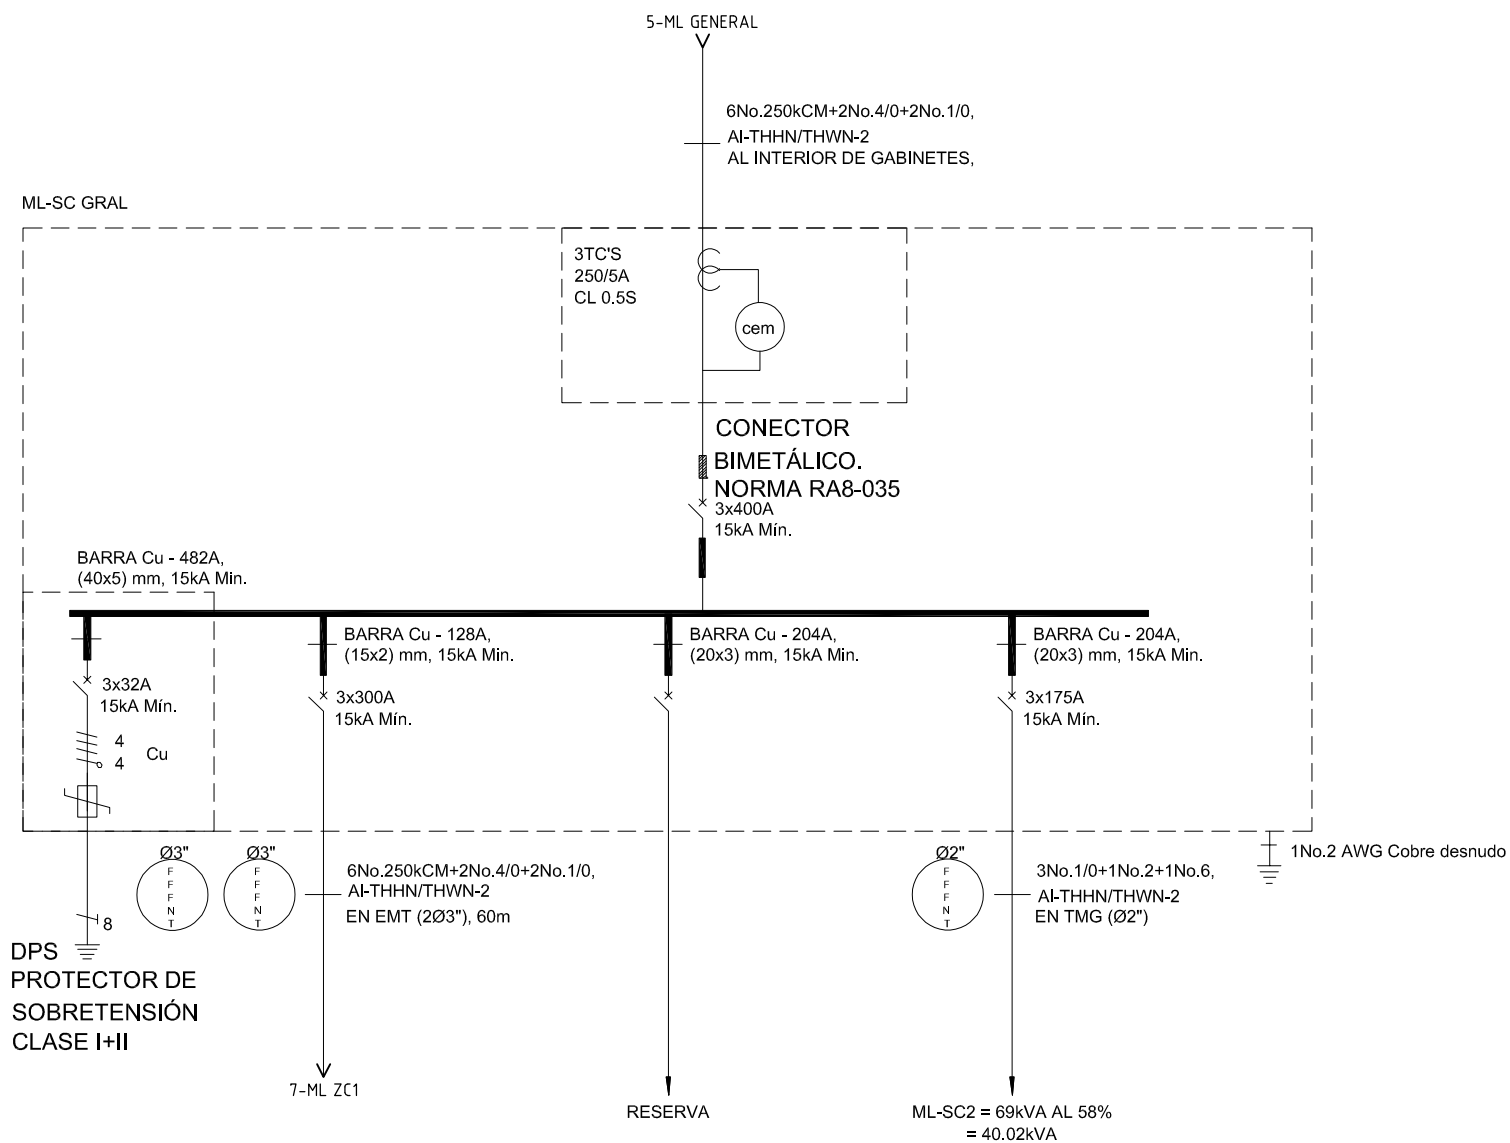 5-ML GENERAL
6No.250kCM+2No.4/0+2No.1/0,
Al-THHN/THWN-2
AL INTERIOR DE GABINETES,
ML-SC GRAL
3TC'S
250/5A
CL 0.5S
cem
CONECTOR
BIMETÁLICO.
NORMA RA8-035
3x400A
15kA Mín.
BARRA Cu - 482A,
(40x5) mm, 15kA Min.
BARRA Cu - 128A,
(15x2) mm, 15kA Min.
BARRA Cu - 204A,
(20x3) mm, 15kA Min.
BARRA Cu - 204A,
(20x3) mm, 15kA Min.
3x32A
15kA Mín.
3x300A
15kA Mín.
3x175A
15kA Mín.
4
4
Cu
Ø3"
F
F
F
N
T
Ø3"
F
F
F
N
T
6No.250kCM+2No.4/0+2No.1/0,
Al-THHN/THWN-2
EN EMT (2Ø3"), 60m
Ø2"
F
F
F
N
T
3No.1/0+1No.2+1No.6,
Al-THHN/THWN-2
EN TMG (Ø2")
1No.2 AWG Cobre desnudo
8
DPS
PROTECTOR DE
SOBRETENSIÓN
CLASE I+II
7-ML ZC1
RESERVA
ML-SC2 = 69kVA AL 58%
= 40.02kVA